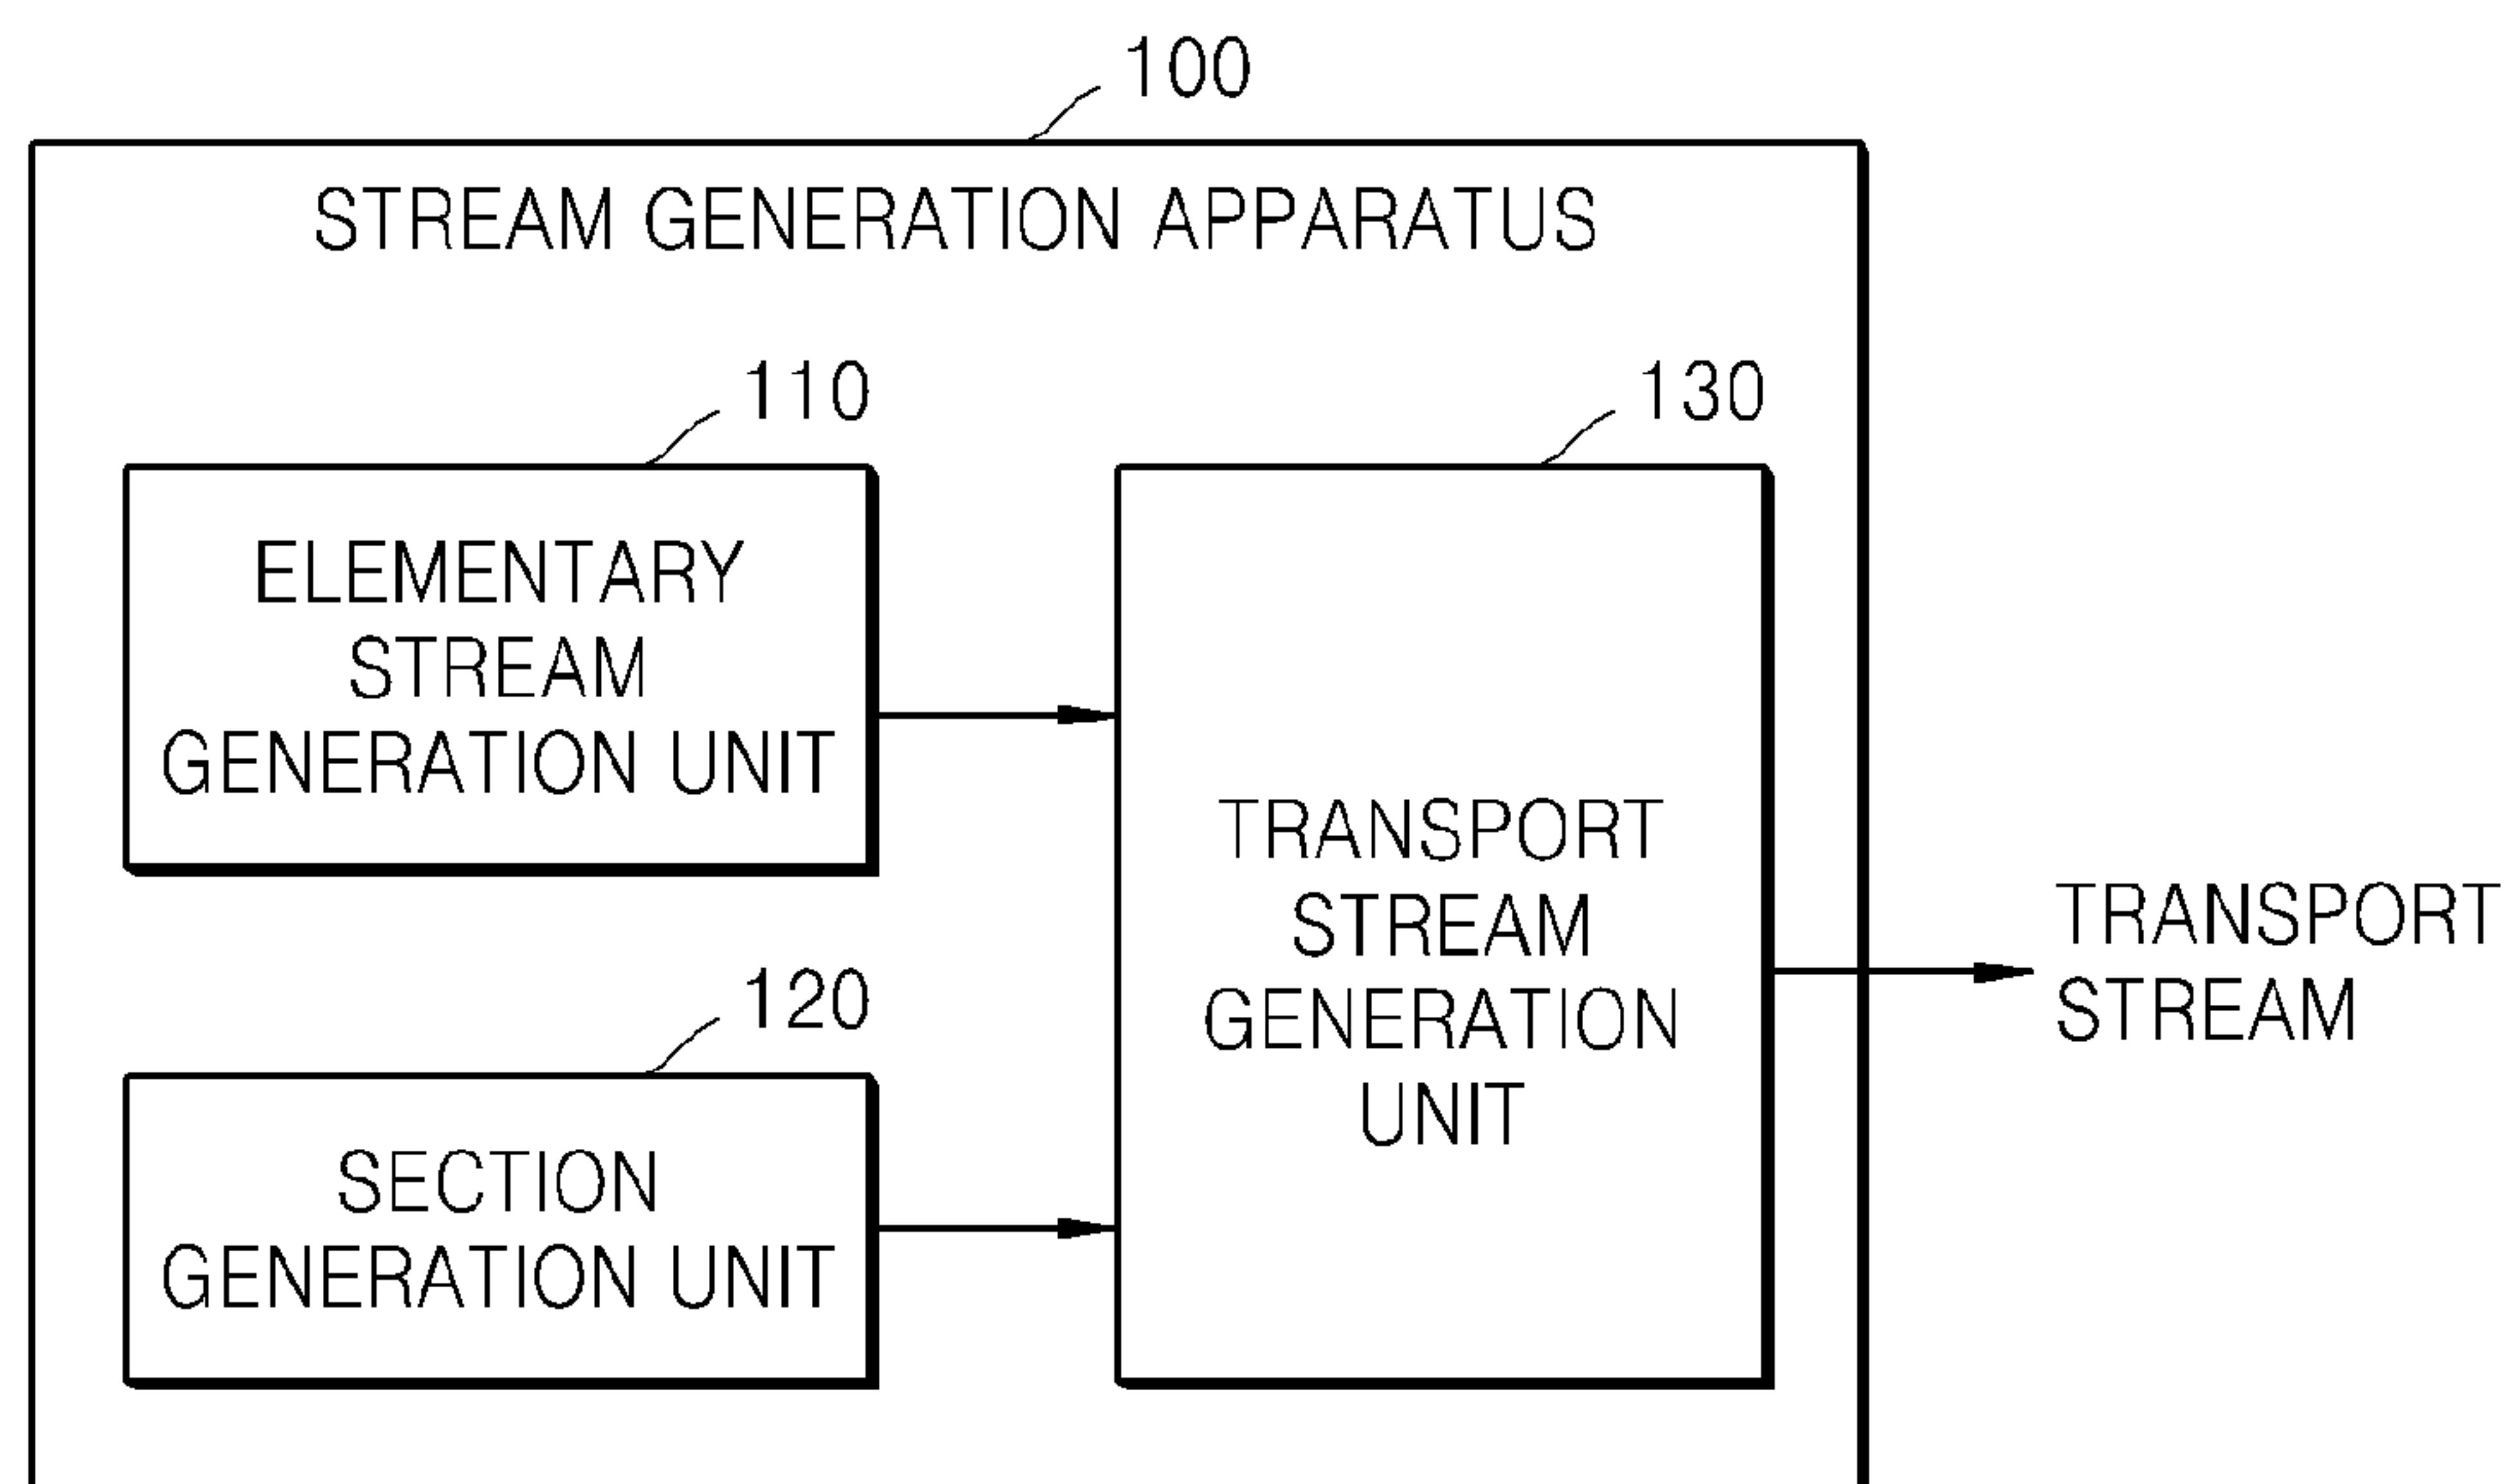 100
STREAM GENERATION APPARATUS
110
130
ELEMENTARY
STREAM
GENERATION UNIT
TRANSPORT
STREAM
GENERATION
UNIT
TRANSPORT
STREAM
120
SECTION
GENERATION UNIT